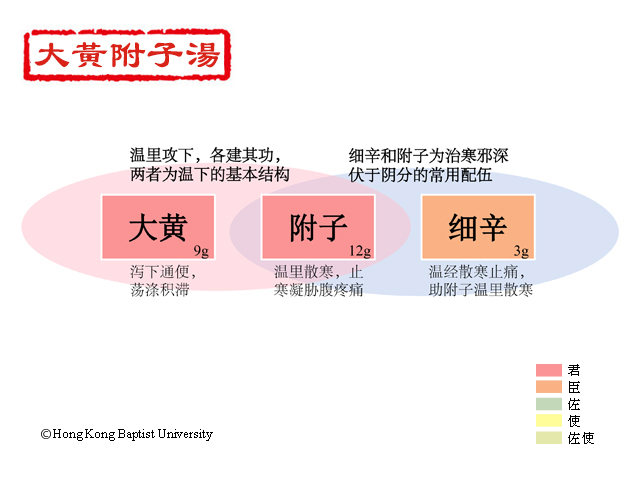 大黃附子湯
温里攻下，各建其功，
两者为温下的基本结构
细辛和附子为治寒邪深
伏于阴分的常用配伍
大黄
9g
附子
12g
细辛
3g
泻下通便，
荡涤积滞
温里散寒，止
寒凝胁腹疼痛
温经散寒止痛，
助附子温里散寒
君
臣
佐
使
佐使
©Hong Kong Baptist University